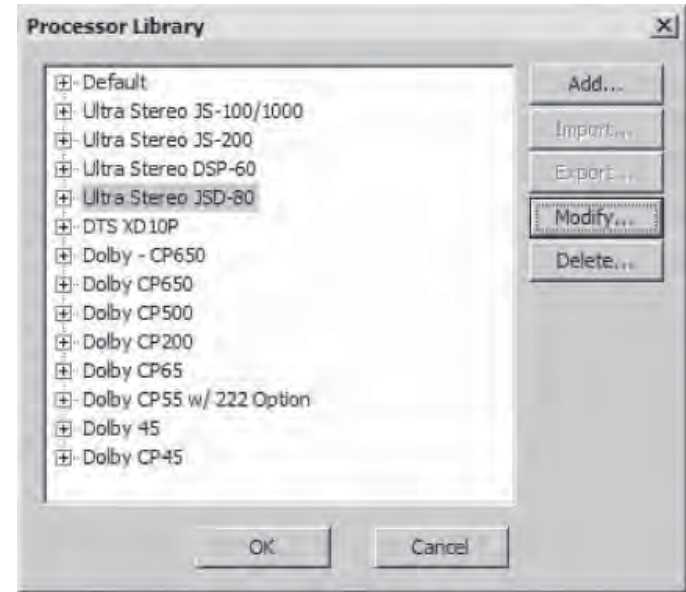 Processor Library
Default
Ultra Stereo JS-100/1000
Ultra Stereo JS-200
Ultra Stereo DSP-60
Ultra Stereo JSD-80
DTS XD10P
Dolby - CP650
Dolby CP650
Dolby CP500
Dolby CP200
Dolby CP65
Dolby CP55 w/ 222 Option
Dolby 45
Dolby CP45
Add...
Import...
Export...
Modify...
Delete...
OK
Cancel